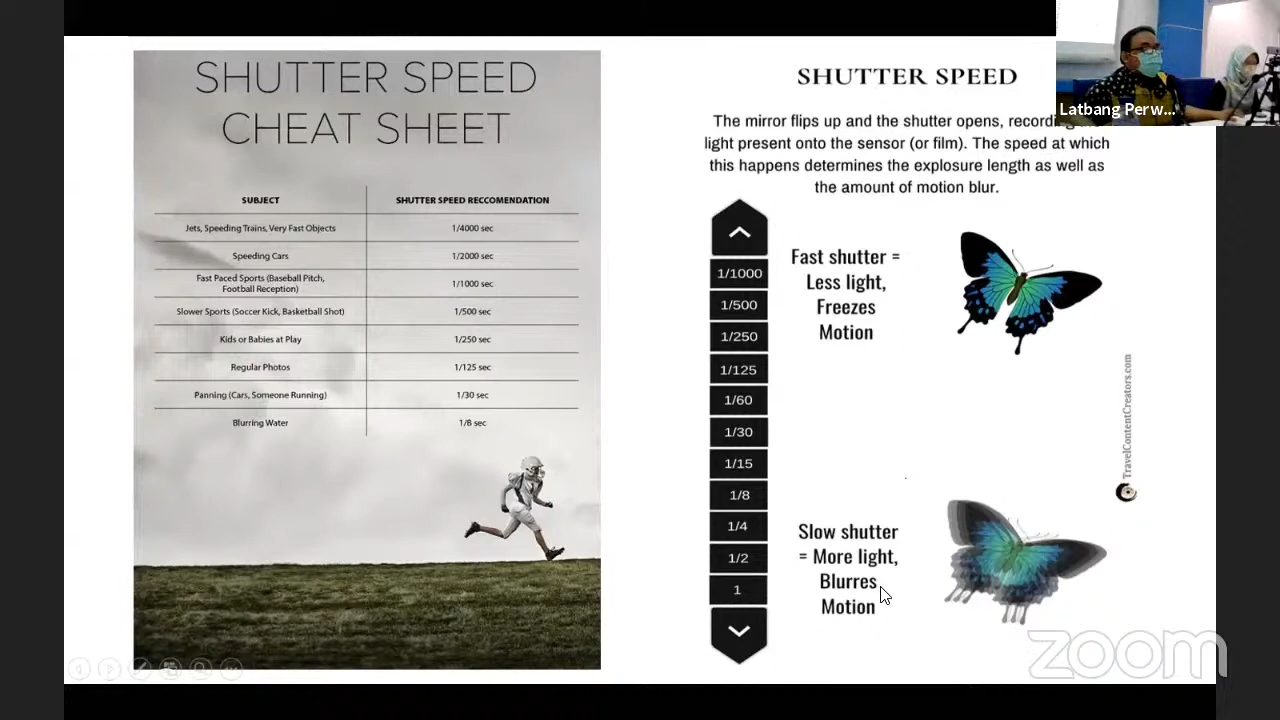 SHUTTER SPEED
CHEAT SHEET
SUBJECT SHUTTER SPEED RECCOMENDATION
Jets, Speeding Trains, Very Fast Objects 1/4000 sec
Speeding Cars 1/2000 sec
Fast Paced Sports (Baseball Pitch,
Football Reception) 1/1000 sec
Slower Sports (Soccer Kick, Basketball Shot) 1/500 sec
Kids or Babies at Play 1/250 sec
Regular Photos 1/125 sec
Panning (Cars, Someone Running) 1/30 sec
Blurring Water 1/8 sec
SHUTTER SPEED
The mirror flips up and the shutter opens, recording
light present onto the sensor (or film). The speed at which
this happens determines the explosure length as well as
the amount of motion blur.
1/1000
1/500
1/250
1/125
1/60
1/30
1/15
1/8
1/4
1/2
1
Fast shutter =
Less light,
Freezes
Motion
Slow shutter
= More light,
Blurres
Motion
TravelContentCreators.com
Latbang Perw...
zoom